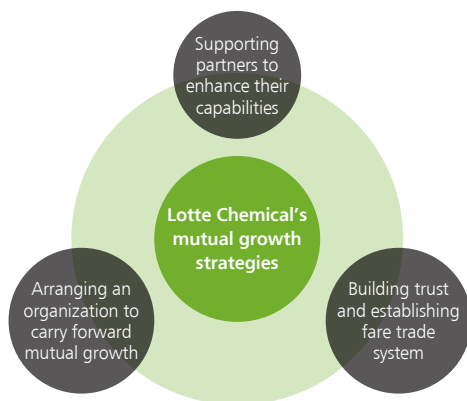 Supporting
partners to
enhance their
capabilities
Lotte Chemical's
mutual growth
strategies
Arranging an
organization to
carry forward
mutual growth
Building trust
and establishing
fare trade
system